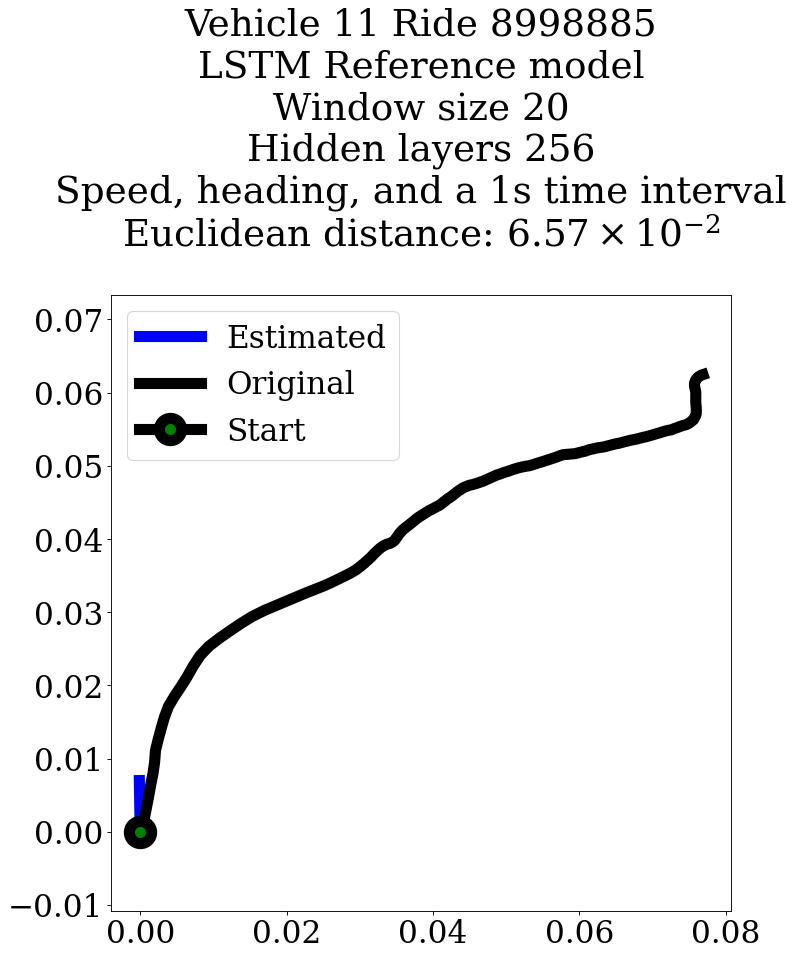 Vehicle 11 Ride 8998885
LSTM Reference model
Window size 20
Hidden layers 256
Speed, heading, and a 1s time interval
Euclidean distance: 6.57 × 10⁻²
Estimated
Original
Start
0.07
0.06
0.05
0.04
0.03
0.02
0.01
0.00
−0.01
0.00 0.02 0.04 0.06 0.08